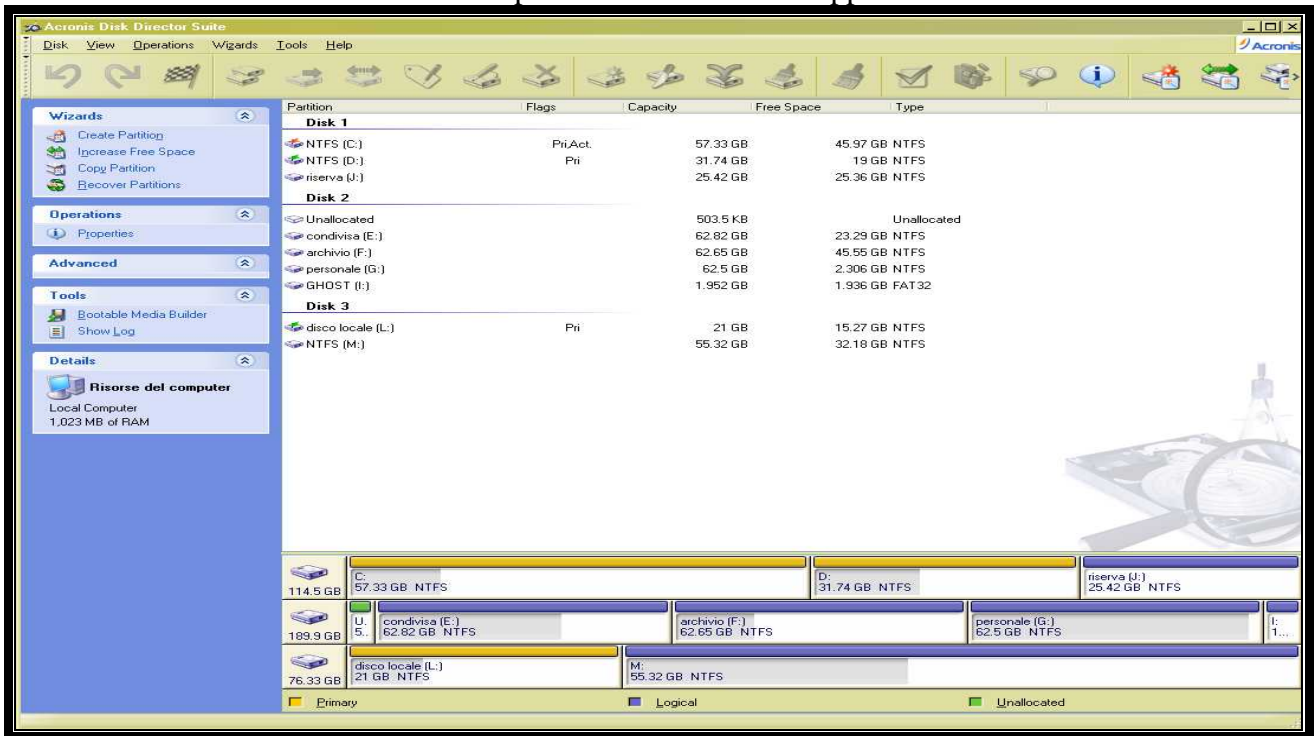 Acronis Disk Director Suite
Disk View Operations Wizards Tools Help
Acronis
Wizards
Create Partition
Increase Free Space
Copy Partition
Recover Partitions
Operations
Properties
Advanced
Tools
Bootable Media Builder
Show Log
Details
Risorse del computer
Local Computer
1,023 MB of RAM
Partition Flags Capacity Free Space Type
Disk 1
NTFS (C:) Pri,Act. 57.33 GB 45.97 GB NTFS
NTFS (D:) Pri 31.74 GB 19 GB NTFS
riserva (J:) 25.42 GB 25.36 GB NTFS
Disk 2
Unallocated 503.5 KB Unallocated
condivisa (E:) 62.82 GB 23.29 GB NTFS
archivio (F:) 62.65 GB 45.55 GB NTFS
personale (G:) 62.5 GB 2.306 GB NTFS
GHOST (I:) 1.952 GB 1.936 GB FAT32
Disk 3
disco locale (L:) Pri 21 GB 15.27 GB NTFS
NTFS (M:) 55.32 GB 32.18 GB NTFS
114.5 GB
C:
57.33 GB NTFS
D:
31.74 GB NTFS
riserva (J:)
25.42 GB NTFS
189.9 GB
U.
5..
condivisa (E:)
62.82 GB NTFS
archivio (F:)
62.65 GB NTFS
personale (G:)
62.5 GB NTFS
I:
1...
76.33 GB
disco locale (L:)
21 GB NTFS
M:
55.32 GB NTFS
Primary Logical Unallocated